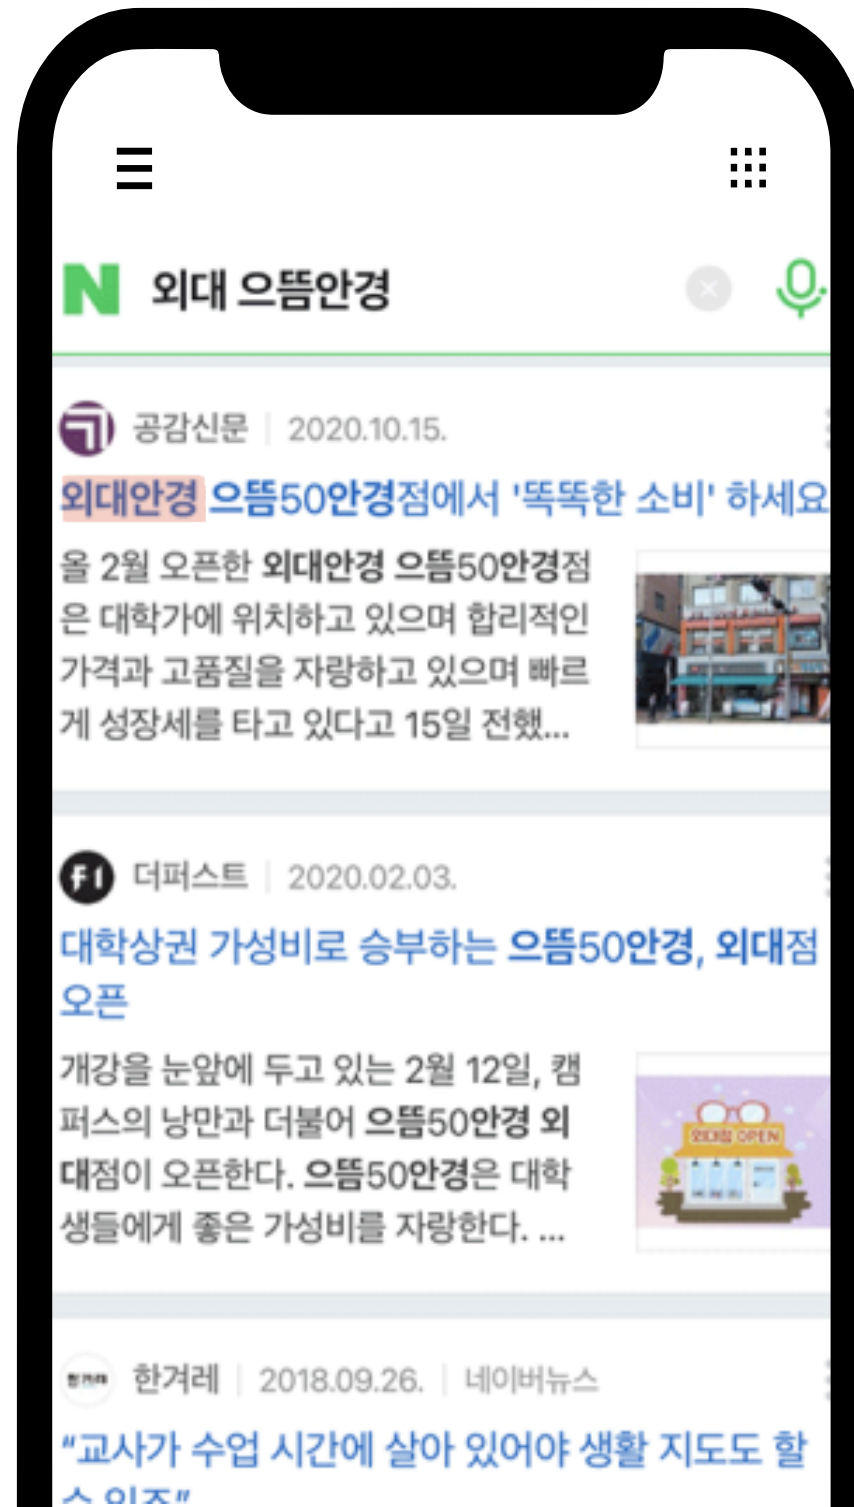 N 외대 으뜸안경
공감신문 | 2020.10.15.
외대안경 으뜸50안경점에서 '똑똑한 소비' 하세요
올 2월 오픈한 외대안경 으뜸50안경점
은 대학가에 위치하고 있으며 합리적인
가격과 고품질을 자랑하고 있으며 빠르
게 성장세를 타고 있다고 15일 전했...
더퍼스트 | 2020.02.03.
대학상권 가성비로 승부하는 으뜸50안경, 외대점
오픈
개강을 눈앞에 두고 있는 2월 12일, 캠
퍼스의 낭만과 더불어 으뜸50안경 외
대점이 오픈한다. 으뜸50안경은 대학
생들에게 좋은 가성비를 자랑한다. ...
외대점 OPEN
한겨레 | 2018.09.26. | 네이버뉴스
“교사가 수업 시간에 살아 있어야 생활 지도도 할